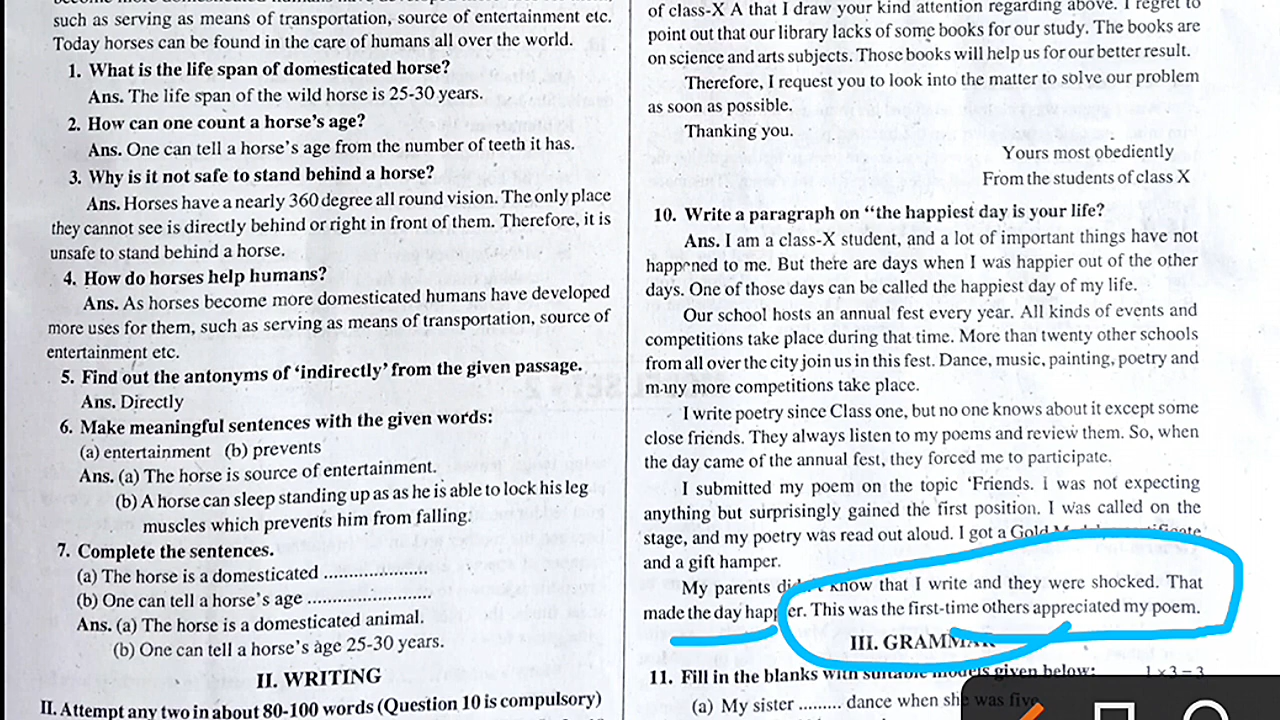 such as serving as means of transportation, source of entertainment etc.
Today horses can be found in the care of humans all over the world.
1. What is the life span of domesticated horse?
Ans. The life span of the wild horse is 25-30 years.
2. How can one count a horse's age?
Ans. One can tell a horse's age from the number of teeth it has.
3. Why is it not safe to stand behind a horse?
Ans. Horses have a nearly 360 degree all round vision. The only place
they cannot see is directly behind or right in front of them. Therefore, it is
unsafe to stand behind a horse.
4. How do horses help humans?
Ans. As horses become more domesticated humans have developed
more uses for them, such as serving as means of transportation, source of
entertainment etc.
5. Find out the antonyms of 'indirectly' from the given passage.
Ans. Directly
6. Make meaningful sentences with the given words:
(a) entertainment (b) prevents
Ans. (a) The horse is source of entertainment.
(b) A horse can sleep standing up as as he is able to lock his leg
muscles which prevents him from falling.
7. Complete the sentences.
(a) The horse is a domesticated ..............
(b) One can tell a horse's age ..............
Ans. (a) The horse is a domesticated animal.
(b) One can tell a horse's age 25-30 years.
II. WRITING
II. Attempt any two in about 80-100 words (Question 10 is compulsory)
of class-X A that I draw your kind attention regarding above. I regret to
point out that our library lacks of some books for our study. The books are
on science and arts subjects. Those books will help us for our better result.
Therefore, I request you to look into the matter to solve our problem
as soon as possible.
Thanking you.
Yours most obediently
From the students of class X
10. Write a paragraph on "the happiest day is your life?
Ans. I am a class-X student, and a lot of important things have not
happened to me. But there are days when I was happier out of the other
days. One of those days can be called the happiest day of my life.
Our school hosts an annual fest every year. All kinds of events and
competitions take place during that time. More than twenty other schools
from all over the city join us in this fest. Dance, music, painting, poetry and
many more competitions take place.
I write poetry since Class one, but no one knows about it except some
close friends. They always listen to my poems and review them. So, when
the day came of the annual fest, they forced me to participate.
I submitted my poem on the topic 'Friends. I was not expecting
anything but surprisingly gained the first position. I was called on the
stage, and my poetry was read out aloud. I got a Gold
and a gift hamper.
My parents didn't know that I write and they were shocked. That
made the day happier. This was the first-time others appreciated my poem.
III. GRAMMAR
11. Fill in the blanks with suitable given below: 1×3=3
(a) My sister ......... dance when she was five